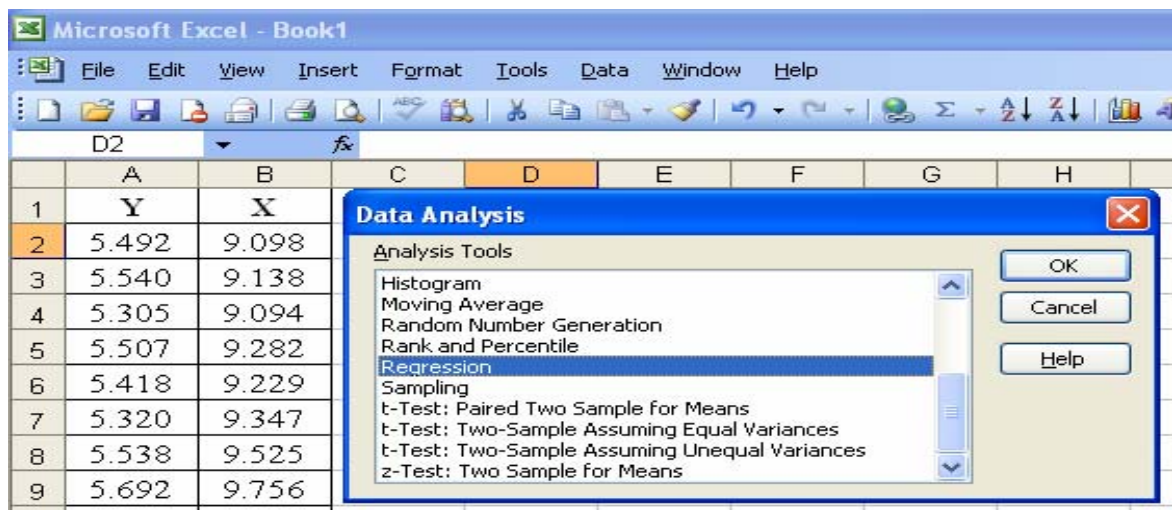 Microsoft Excel - Book1
File Edit View Insert Format Tools Data Window Help
D2 fx
A B C D E F G H
1 Y X
2 5.492 9.098
3 5.540 9.138
4 5.305 9.094
5 5.507 9.282
6 5.418 9.229
7 5.320 9.347
8 5.538 9.525
9 5.692 9.756
Data Analysis
Analysis Tools
Histogram
Moving Average
Random Number Generation
Rank and Percentile
Regression
Sampling
t-Test: Paired Two Sample for Means
t-Test: Two-Sample Assuming Equal Variances
t-Test: Two-Sample Assuming Unequal Variances
z-Test: Two Sample for Means
OK
Cancel
Help